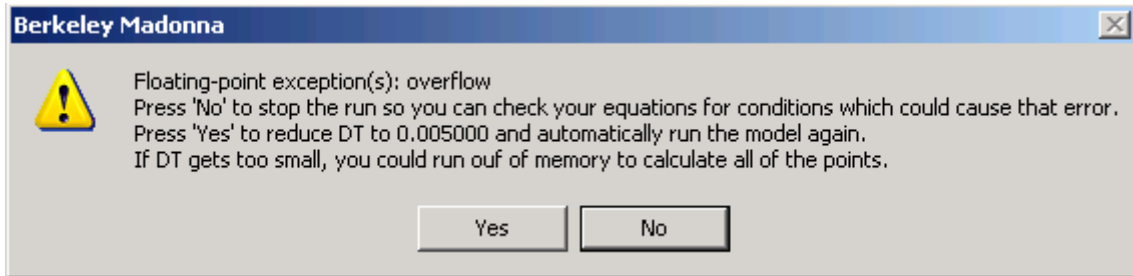 Berkeley Madonna
Floating-point exception(s): overflow
Press 'No' to stop the run so you can check your equations for conditions which could cause that error.
Press 'Yes' to reduce DT to 0.005000 and automatically run the model again.
If DT gets too small, you could run ouf of memory to calculate all of the points.
Yes
No